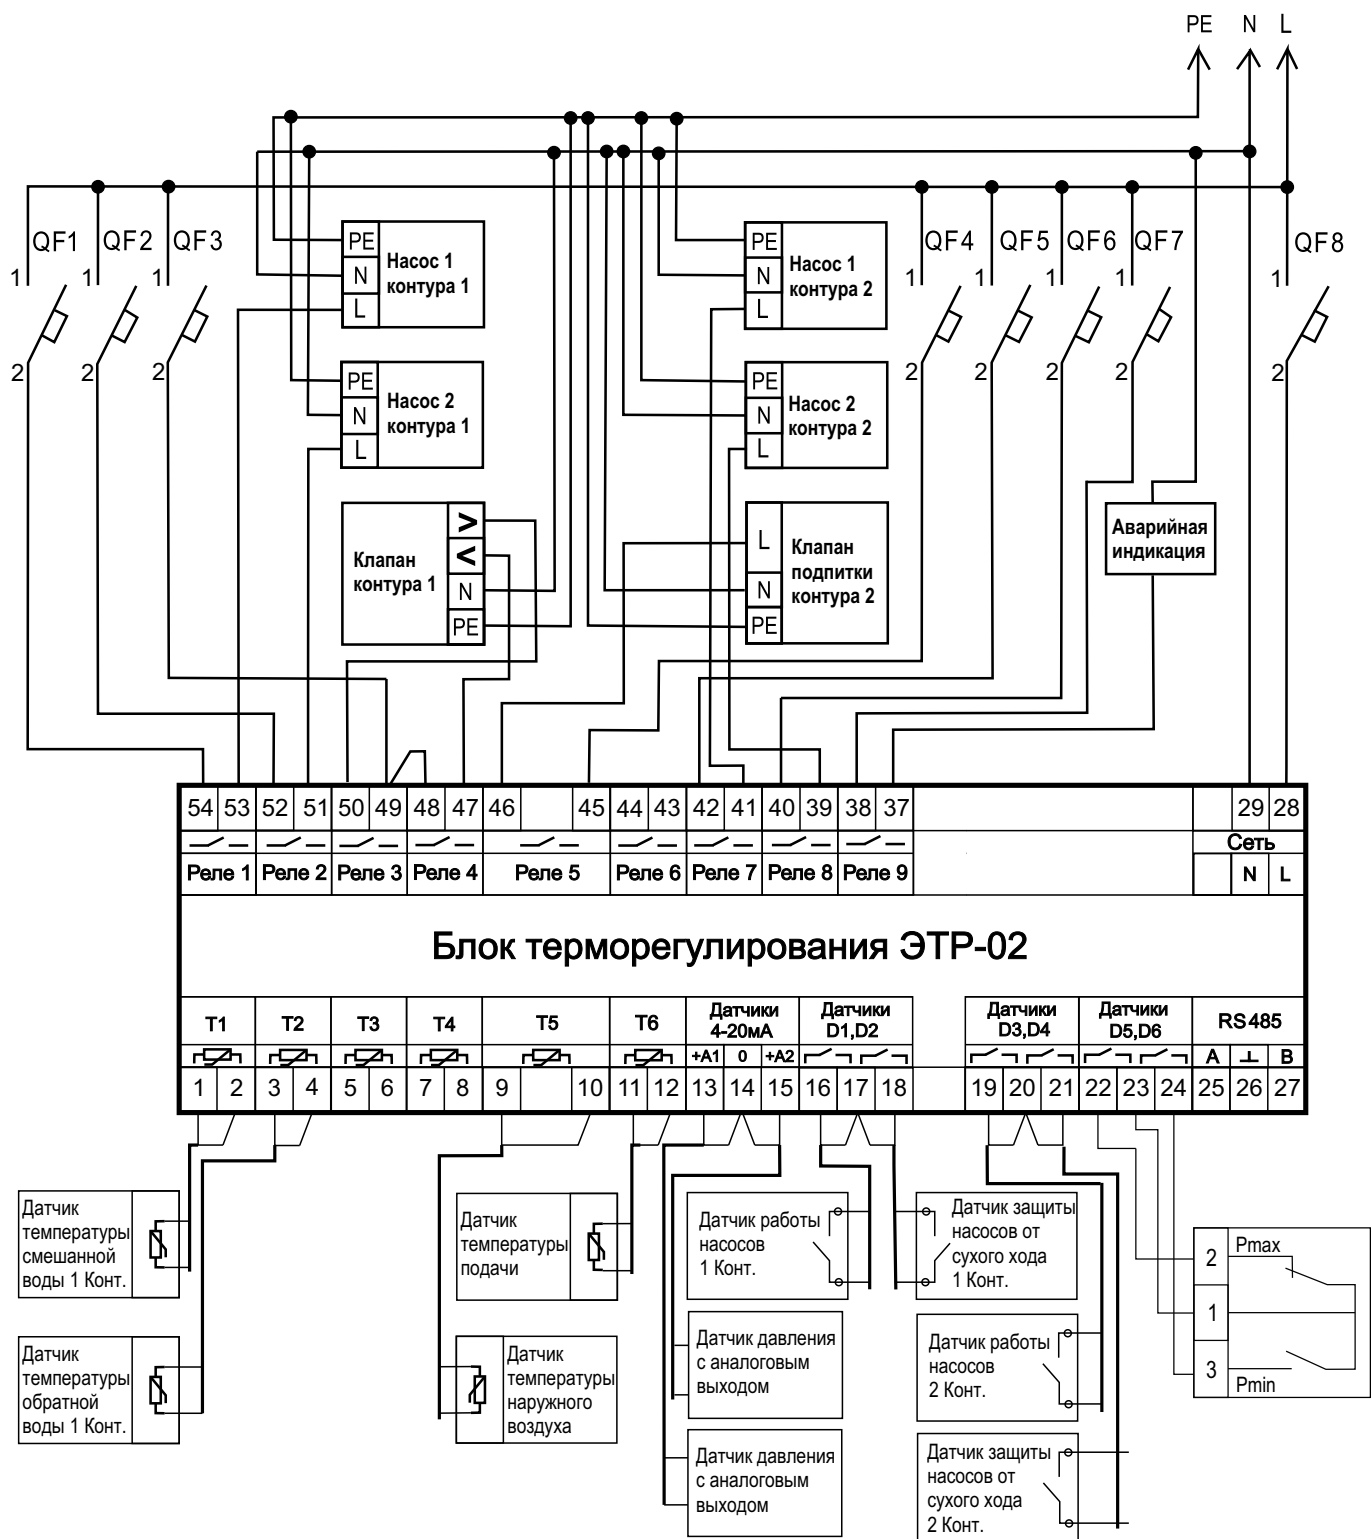 PE N L
QF1 QF2 QF3 QF4 QF5 QF6 QF7 QF8
1 1 1 1 1 1 1 1
2 2 2 2 2 2 2 2
PE
N
L
Насос 1
контура 1
PE
N
L
Насос 1
контура 2
PE
N
L
Насос 2
контура 1
PE
N
L
Насос 2
контура 2
Клапан
контура 1
>
<
N
PE
L
N
PE
Клапан
подпитки
контура 2
Аварийная
индикация
54 53 52 51 50 49 48 47 46 45 44 43 42 41 40 39 38 37 29 28
Сеть
Реле 1 Реле 2 Реле 3 Реле 4 Реле 5 Реле 6 Реле 7 Реле 8 Реле 9 N L
Блок терморегулирования ЭТР-02
T1 T2 T3 T4 T5 T6
Датчики
4-20мА
Датчики
D1,D2
Датчики
D3,D4
Датчики
D5,D6
RS485
+A1 0 +A2 A ⊥ B
1 2 3 4 5 6 7 8 9 10 11 12 13 14 15 16 17 18 19 20 21 22 23 24 25 26 27
Датчик
температуры
смешанной
воды 1 Конт.
Датчик
температуры
подачи
Датчик работы
насосов
1 Конт.
Датчик защиты
насосов от
сухого хода
1 Конт.
2
1
3
Pmax
Pmin
Датчик
температуры
обратной
воды 1 Конт.
Датчик
температуры
наружного
воздуха
Датчик давления
с аналоговым
выходом
Датчик работы
насосов
2 Конт.
Датчик давления
с аналоговым
выходом
Датчик защиты
насосов от
сухого хода
2 Конт.